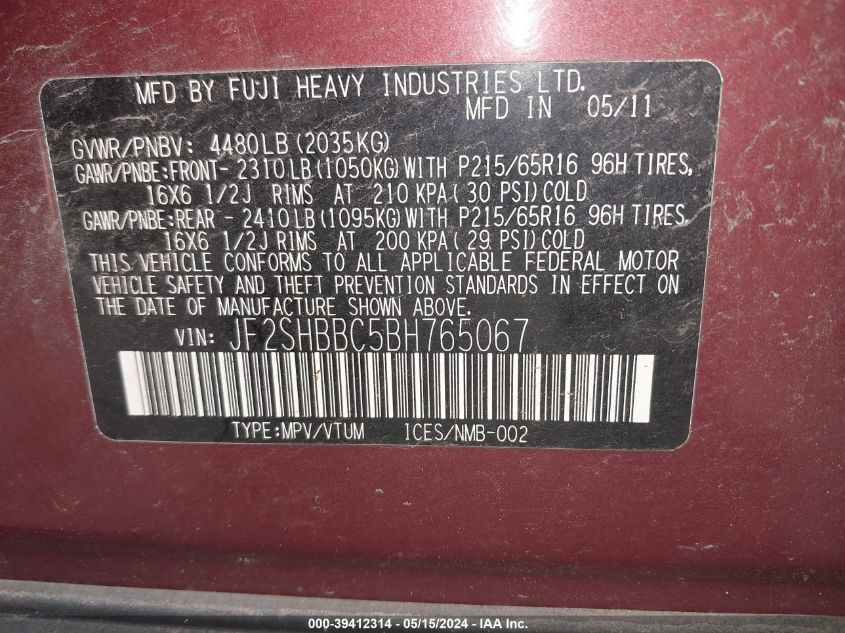 MFD BY FUJI HEAVY INDUSTRIES LTD.
MFD IN 05/11
GVWR/PNBV: 4480LB(2035KG)
GAWR/PNBE:FRONT- 2310LB(1050KG)WITH P215/65R16 96H TIRES,
16X6 1/2J RIMS AT 210 KPA(30 PSI)COLD
GAWR/PNBE:REAR - 2410LB(1095KG)WITH P215/65R16 96H TIRES
16X6 1/2J RIMS AT 200 KPA(29 PSI)COLD
THIS VEHICLE CONFORMS TO ALL APPLICABLE FEDERAL MOTOR
VEHICLE SAFETY AND THEFT PREVENTION STANDARDS IN EFFECT ON
THE DATE OF MANUFACTURE SHOWN ABOVE.
VIN: JF2SHBBC5BH765067
TYPE:MPV/VTUM ICES/NMB-002
000-39412314 - 05/15/2024 - IAA Inc.